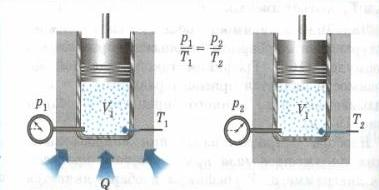 p₁/T₁ = p₂/T₂
p₁
V₁
T₁
Q
p₂
V₁
T₂